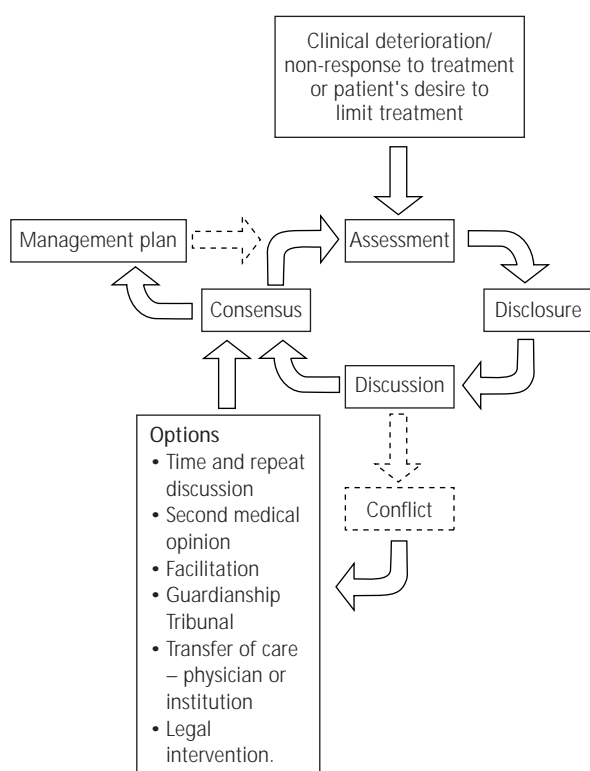 Clinical deterioration/
non-response to treatment
or patient's desire to
limit treatment
Management plan
Assessment
Consensus
Disclosure
Discussion
Options
• Time and repeat
discussion
• Second medical
opinion
• Facilitation
• Guardianship
Tribunal
• Transfer of care
– physician or
institution
• Legal
intervention.
Conflict